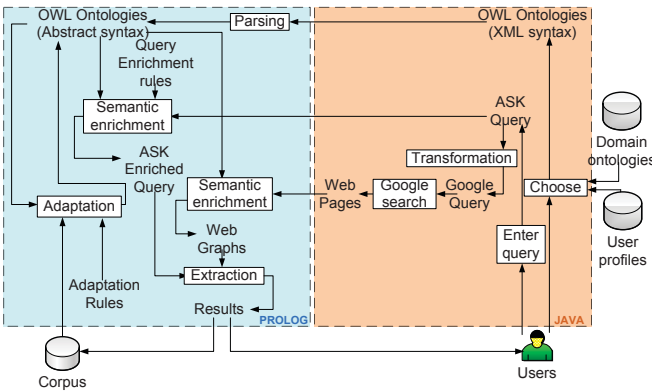 OWL Ontologies
(Abstract syntax)
Parsing
OWL Ontologies
(XML syntax)
Query
Enrichment
rules
Semantic
enrichment
ASK
Query
Domain
ontologies
ASK
Enriched
Query
Transformation
Semantic
enrichment
Web
Pages
Google
search
Google
Query
Choose
Adaptation
User
profiles
Web
Graphs
Enter
query
Adaptation
Rules
Extraction
Results
PROLOG
JAVA
Corpus
Users